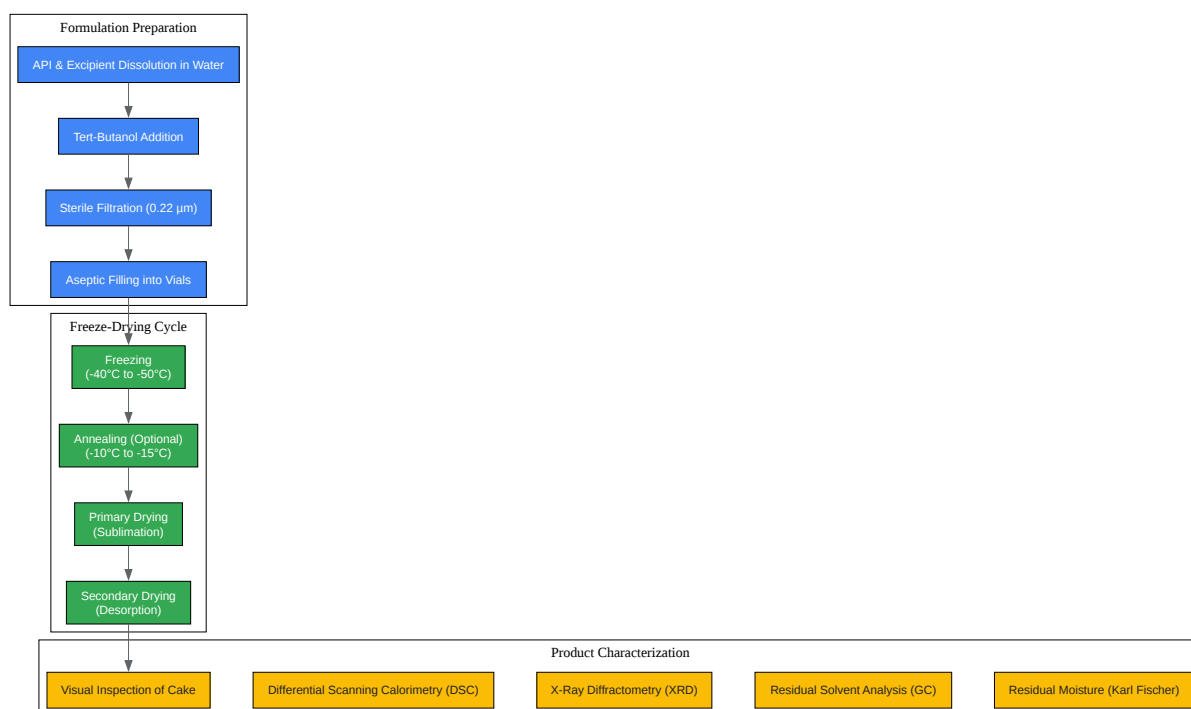 Formulation Preparation
API & Excipient Dissolution in Water
Tert-Butanol Addition
Sterile Filtration (0.22 µm)
Aseptic Filling into Vials
Freeze-Drying Cycle
Freezing
(-40°C to -50°C)
Annealing (Optional)
(-10°C to -15°C)
Primary Drying
(Sublimation)
Secondary Drying
(Desorption)
Product Characterization
Visual Inspection of Cake
Differential Scanning Calorimetry (DSC)
X-Ray Diffractometry (XRD)
Residual Solvent Analysis (GC)
Residual Moisture (Karl Fischer)